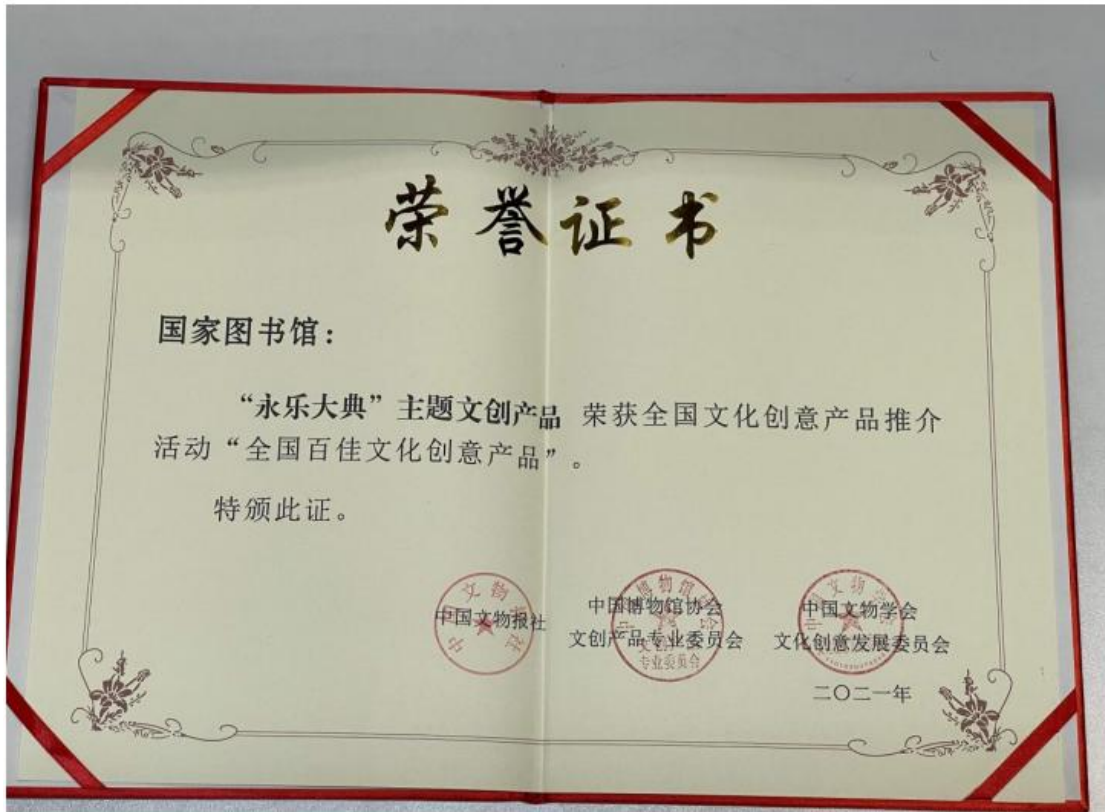 荣誉证书
国家图书馆：
“永乐大典”主题文创产品 荣获全国文化创意产品推介
活动“全国百佳文化创意产品”。
特颁此证。
中国文物报社
中国博物馆协会
文创产品专业委员会
中国文物学会
文化创意发展委员会
二〇二一年